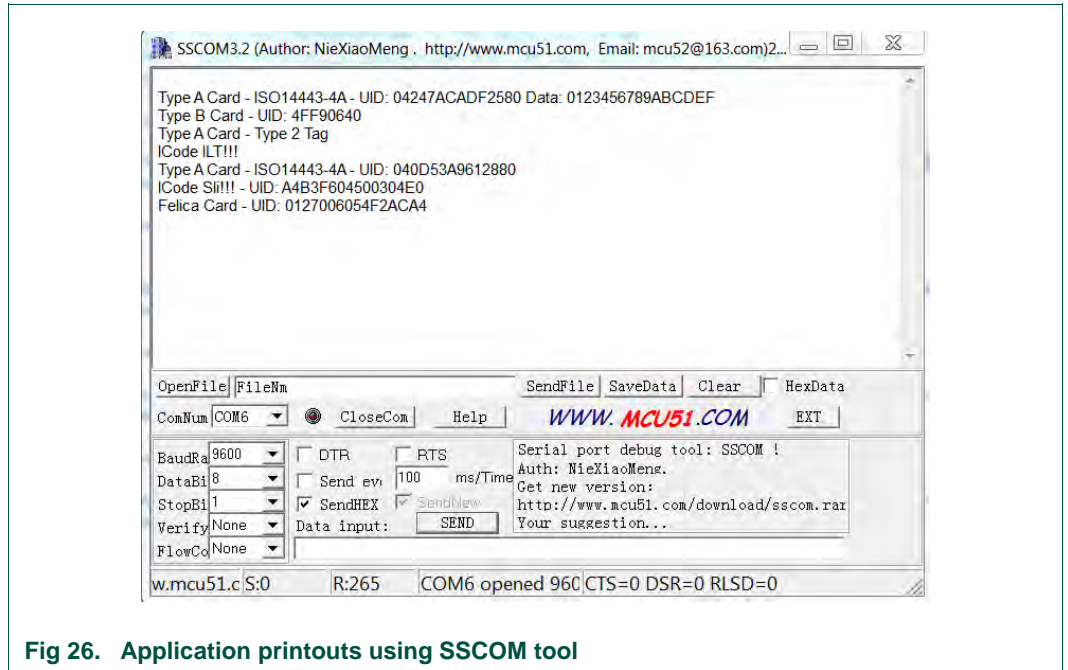 SSCOM3.2 (Author: NieXiaoMeng . http://www.mcu51.com, Email: mcu52@163.com)2...
Type A Card - ISO14443-4A - UID: 04247ACADF2580 Data: 0123456789ABCDEF
Type B Card - UID: 4FF90640
Type A Card - Type 2 Tag
ICode ILT!!!
Type A Card - ISO14443-4A - UID: 040D53A9612880
ICode Sli!!! - UID: A4B3F604500304E0
Felica Card - UID: 0127006054F2ACA4
OpenFile FileNm SendFile SaveData Clear HexData
ComNum COM6 CloseCom Help WWW. MCU51.COM EXT
BaudRa 9600 DTR RTS
DataBi 8 Send eve 100 ms/Time
StopBi 1 SendHEX SendNew
Verify None Data input: SEND
FlowCo None
Serial port debug tool: SSCOM !
Auth: NieXiaoMeng.
Get new version:
http://www.mcu51.com/download/sscom.rar
Your suggestion...
w.mcu51.c S:0 R:265 COM6 opened 960 CTS=0 DSR=0 RLSD=0
Fig 26. Application printouts using SSCOM tool